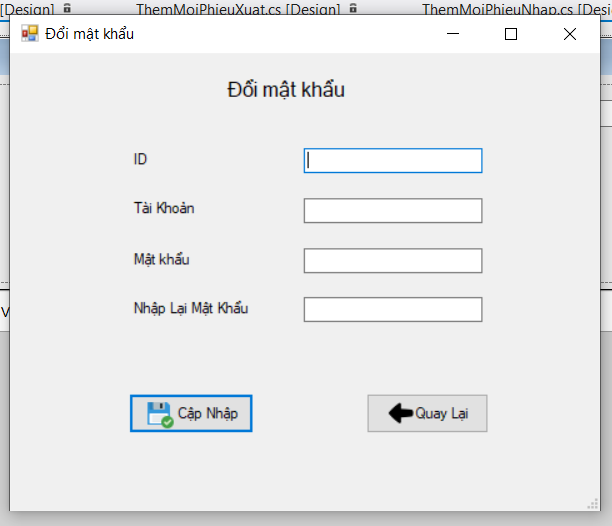 [Design] ThemMoiPhieuXuat.cs [Design] ThemMoiPhieuNhap.cs [Desi
Đổi mật khẩu
Đổi mật khẩu
ID
Tài Khoản
Mật khẩu
Nhập Lại Mật Khẩu
V
Cập Nhập
Quay Lại